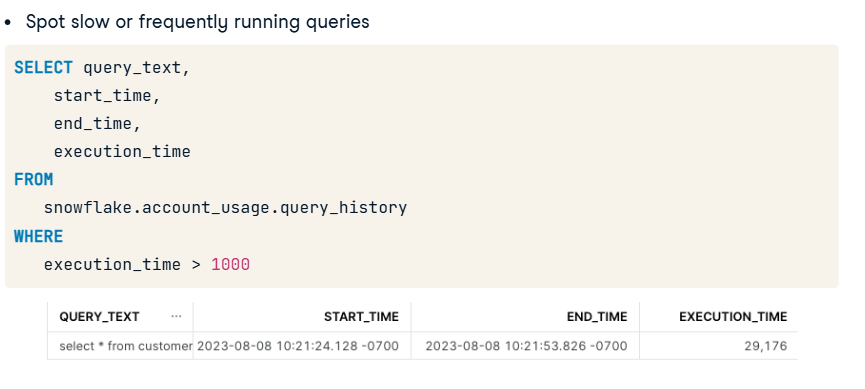 • Spot slow or frequently running queries
SELECT query_text,
start_time,
end_time,
execution_time
FROM
snowflake.account_usage.query_history
WHERE
execution_time > 1000
QUERY_TEXT ... START_TIME END_TIME EXECUTION_TIME
select * from customer 2023-08-08 10:21:24.128 -0700 2023-08-08 10:21:53.826 -0700 29,176